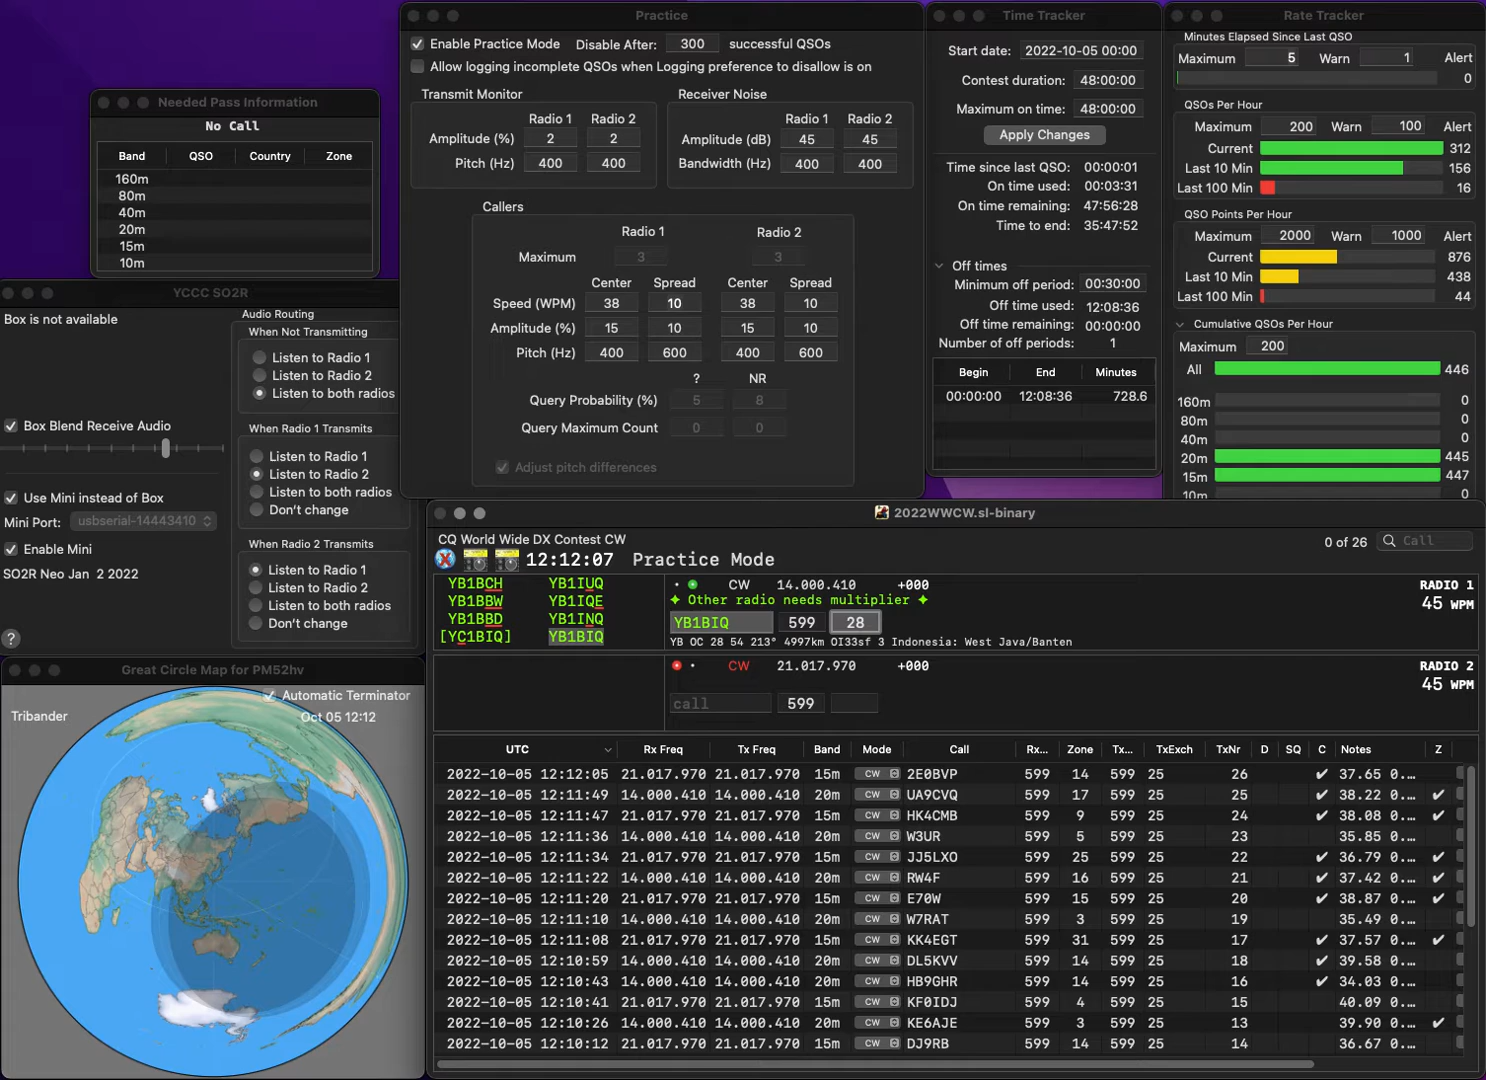 Practice
Enable Practice Mode Disable After: 300 successful QSOs
Allow logging incomplete QSOs when Logging preference to disallow is on
Transmit Monitor
Radio 1 Radio 2
Amplitude (%) 2 2
Pitch (Hz) 400 400
Receiver Noise
Radio 1 Radio 2
Amplitude (dB) 45 45
Bandwidth (Hz) 400 400
Callers
Radio 1 Radio 2
Maximum 3 3
Center Spread Center Spread
Speed (WPM) 38 10 38 10
Amplitude (%) 15 10 15 10
Pitch (Hz) 400 600 400 600
? NR
Query Probability (%) 5 8
Query Maximum Count 0 0
Adjust pitch differences
Time Tracker
Start date: 2022-10-05 00:00
Contest duration: 48:00:00
Maximum on time: 48:00:00
Apply Changes
Time since last QSO: 00:00:01
On time used: 00:03:31
On time remaining: 47:56:28
Time to end: 35:47:52
Off times
Minimum off period: 00:30:00
Off time used: 12:08:36
Off time remaining: 00:00:00
Number of off periods: 1
Begin End Minutes
00:00:00 12:08:36 728.6
Rate Tracker
Minutes Elapsed Since Last QSO
Maximum 5 Warn 1 Alert
0
QSOs Per Hour
Maximum 200 Warn 100 Alert
Current 312
Last 10 Min 156
Last 100 Min 16
QSO Points Per Hour
Maximum 2000 Warn 1000 Alert
Current 876
Last 10 Min 438
Last 100 Min 44
Cumulative QSOs Per Hour
Maximum 200
All 446
160m 0
80m 0
40m 0
20m 445
15m 447
10m 0
Needed Pass Information
No Call
Band QSO Country Zone
160m
80m
40m
20m
15m
10m
YCCC SO2R
Box is not available
Box Blend Receive Audio
Use Mini instead of Box
Mini Port: usbserial-14443410
Enable Mini
SO2R Neo Jan 2 2022
?
Audio Routing
When Not Transmitting
Listen to Radio 1
Listen to Radio 2
Listen to both radios
When Radio 1 Transmits
Listen to Radio 1
Listen to Radio 2
Listen to both radios
Don't change
When Radio 2 Transmits
Listen to Radio 1
Listen to Radio 2
Listen to both radios
Don't change
Great Circle Map for PM52hv
Automatic Terminator
Tribander Oct 05 12:12
2022WWCW.sl-binary
CQ World Wide DX Contest CW
12:12:07 Practice Mode
0 of 26 Call
YB1BCH YB1IUQ
YB1BBW YB1IQE
YB1BBD YB1INQ
[YC1BIQ] YB1BIQ
CW 14.000.410 +000 RADIO 1
Other radio needs multiplier 45 WPM
YB1BIQ 599 28
YB OC 28 54 213° 4997km OI33sf 3 Indonesia: West Java/Banten
CW 21.017.970 +000 RADIO 2
45 WPM
call 599
UTC Rx Freq Tx Freq Band Mode Call Rx... Zone Tx... TxExch TxNr D SQ C Notes Z
2022-10-05 12:12:05 21.017.970 21.017.970 15m CW 2E0BVP 599 14 599 25 26 ✔ 37.65 0....
2022-10-05 12:11:49 14.000.410 14.000.410 20m CW UA9CVQ 599 17 599 25 25 ✔ 38.22 0.... ✔
2022-10-05 12:11:47 14.000.410 14.000.410 20m CW HK4CMB 599 9 599 25 24 ✔ 38.08 0.... ✔
2022-10-05 12:11:36 14.000.410 14.000.410 20m CW W3UR 599 5 599 25 23 35.85 0....
2022-10-05 12:11:34 21.017.970 21.017.970 15m CW JJ5LXO 599 25 599 25 22 ✔ 36.79 0.... ✔
2022-10-05 12:11:22 14.000.410 14.000.410 20m CW RW4F 599 16 599 25 21 ✔ 37.42 0.... ✔
2022-10-05 12:11:20 21.017.970 21.017.970 15m CW E70W 599 15 599 25 20 ✔ 38.87 0.... ✔
2022-10-05 12:11:10 14.000.410 14.000.410 20m CW W7RAT 599 3 599 25 19 35.49 0....
2022-10-05 12:11:08 21.017.970 21.017.970 15m CW KK4EGT 599 31 599 25 17 ✔ 37.57 0.... ✔
2022-10-05 12:10:59 14.000.410 14.000.410 20m CW DL5KVV 599 14 599 25 18 ✔ 39.58 0....
2022-10-05 12:10:43 21.017.970 21.017.970 15m CW HB9GHR 599 14 599 25 16 ✔ 34.03 0....
2022-10-05 12:10:41 21.017.970 21.017.970 15m CW KF0IDJ 599 4 599 25 15 40.09 0....
2022-10-05 12:10:26 14.000.410 14.000.410 20m CW KE6AJE 599 3 599 25 13 39.90 0.... ✔
2022-10-05 12:10:12 21.017.970 21.017.970 15m CW DJ9RB 599 14 599 25 14 36.67 0....